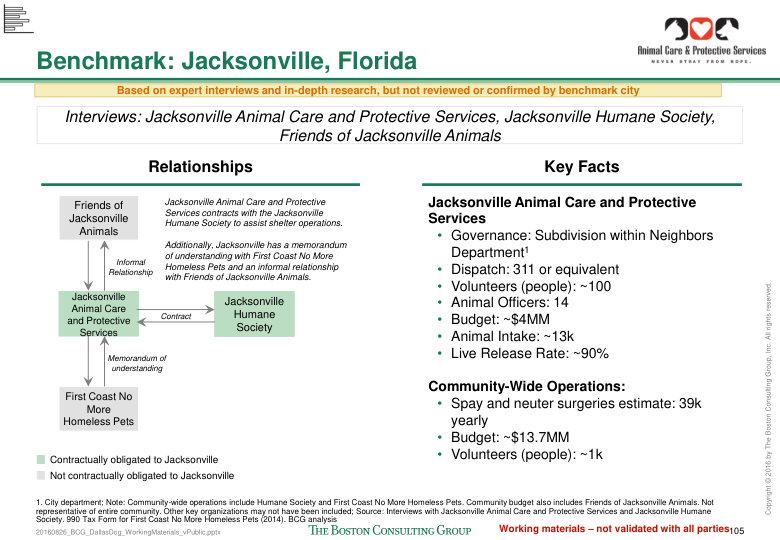 Animal Care & Protective Services
NEVER STRAY FROM HOPE.
Benchmark: Jacksonville, Florida
Based on expert interviews and in-depth research, but not reviewed or confirmed by benchmark city
Interviews: Jacksonville Animal Care and Protective Services, Jacksonville Humane Society,
Friends of Jacksonville Animals
Relationships
Friends of
Jacksonville
Animals
Jacksonville Animal Care and Protective
Services contracts with the Jacksonville
Humane Society to assist shelter operations.
Additionally, Jacksonville has a memorandum
of understanding with First Coast No More
Homeless Pets and an informal relationship
with Friends of Jacksonville Animals.
Informal
Relationship
Jacksonville
Animal Care
and Protective
Services
Contract
Jacksonville
Humane
Society
Memorandum of
understanding
First Coast No
More
Homeless Pets
Contractually obligated to Jacksonville
Not contractually obligated to Jacksonville
Key Facts
Jacksonville Animal Care and Protective
Services
• Governance: Subdivision within Neighbors
Department¹
• Dispatch: 311 or equivalent
• Volunteers (people): ~100
• Animal Officers: 14
• Budget: ~$4MM
• Animal Intake: ~13k
• Live Release Rate: ~90%
Community-Wide Operations:
• Spay and neuter surgeries estimate: 39k
yearly
• Budget: ~$13.7MM
• Volunteers (people): ~1k
1. City department; Note: Community-wide operations include Humane Society and First Coast No More Homeless Pets. Community budget also includes Friends of Jacksonville Animals. Not
representative of entire community. Other key organizations may not have been included; Source: Interviews with Jacksonville Animal Care and Protective Services and Jacksonville Humane
Society. 990 Tax Form for First Coast No More Homeless Pets (2014). BCG analysis
20160826_BCG_DallasDog_WorkingMaterials_vPublic.pptx
THE BOSTON CONSULTING GROUP
Working materials – not validated with all parties
105
Copyright © 2016 by The Boston Consulting Group, Inc. All rights reserved.